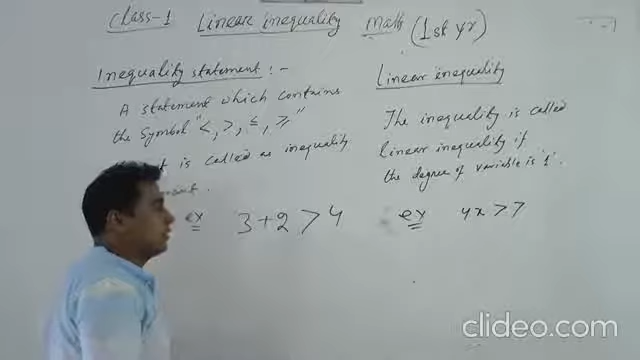 Class-1 Linear inequality Math (1st yr)
Inequality statement :-
A statement which contains
the symbol "<, >, ≤, ≥"
is called as inequality
ex 3+2 > 4
Linear inequality
The inequality is called
linear inequality if
the degree of variable is '1'.
ex 4x > 7
clideo.com